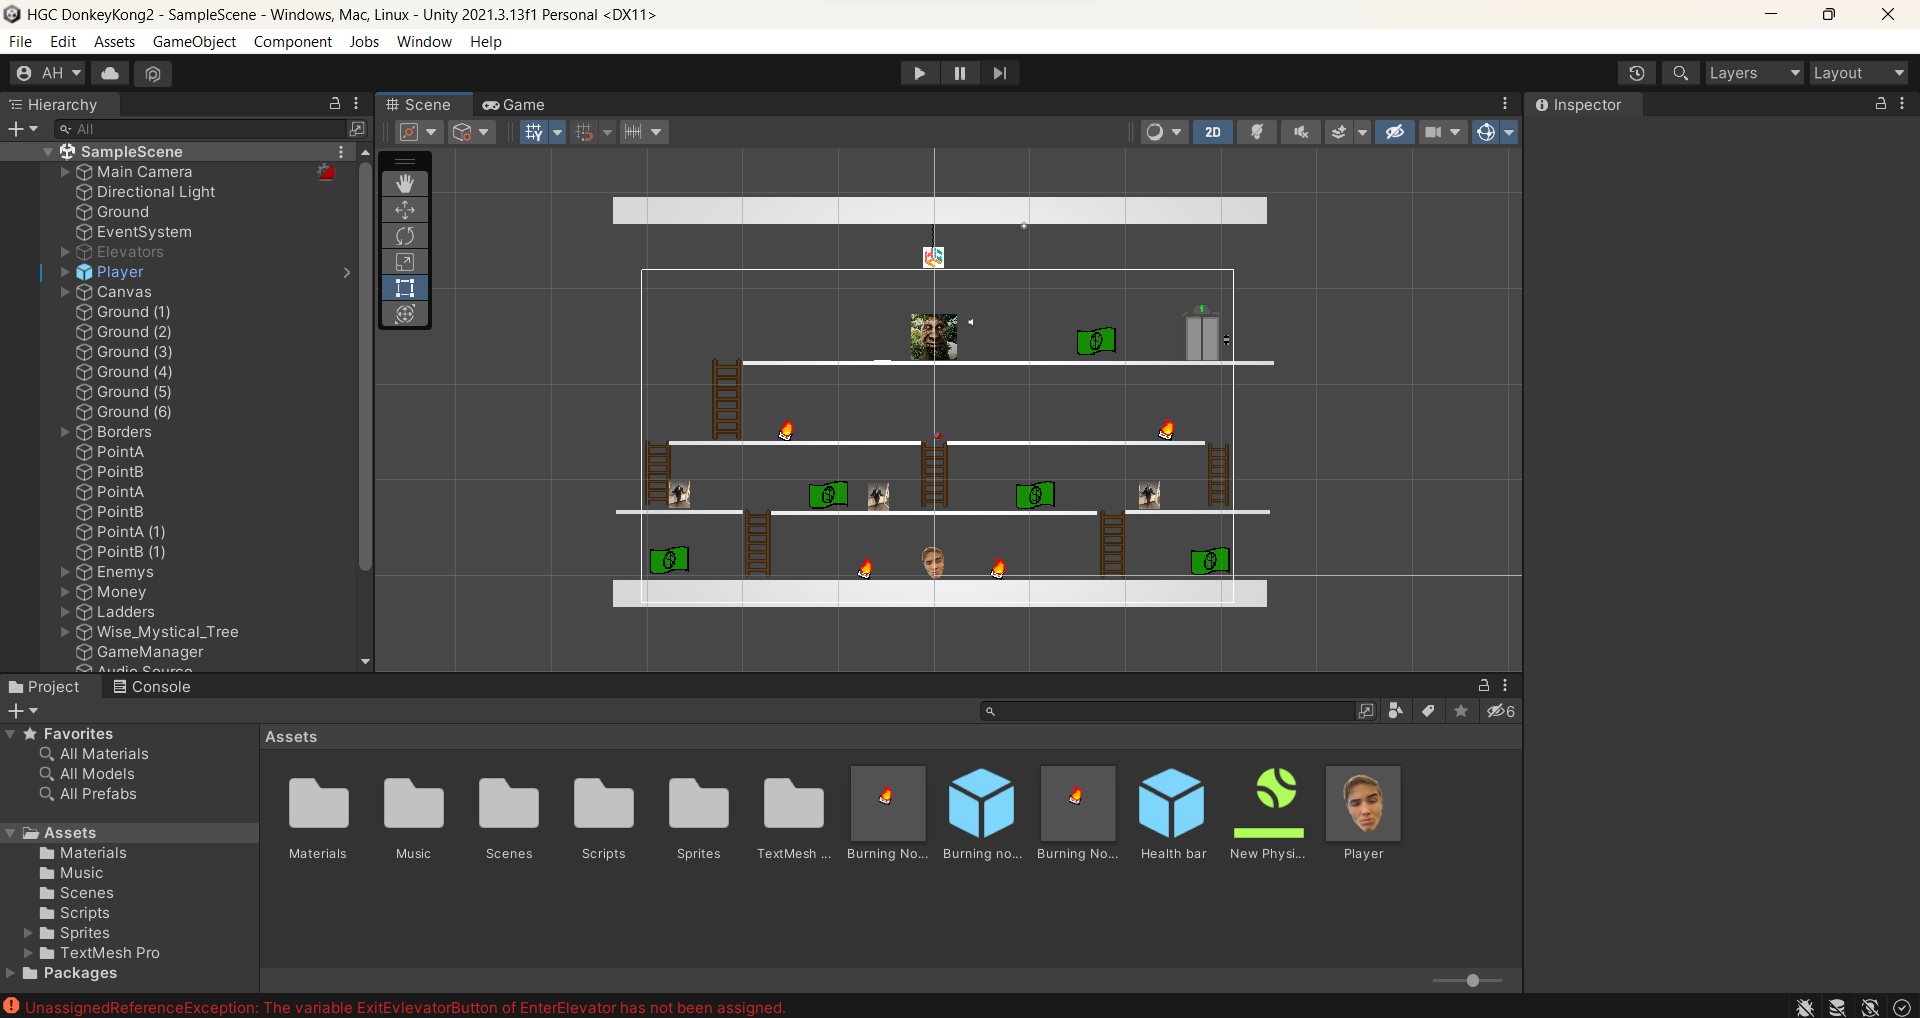 HGC DonkeyKong2 - SampleScene - Windows, Mac, Linux - Unity 2021.3.13f1 Personal <DX11>
File Edit Assets GameObject Component Jobs Window Help
AH Layers Layout
Hierarchy Scene Game Inspector
All 2D
SampleScene
Main Camera
Directional Light
Ground
EventSystem
Elevators
Player
Canvas
Ground (1)
Ground (2)
Ground (3)
Ground (4)
Ground (5)
Ground (6)
Borders
PointA
PointB
PointA
PointB
PointA (1)
PointB (1)
Enemys
Money
Ladders
Wise_Mystical_Tree
GameManager
Audio Source
Project Console
6
Favorites
All Materials
All Models
All Prefabs
Assets
Materials
Music
Scenes
Scripts
Sprites
TextMesh Pro
Packages
Assets
Materials Music Scenes Scripts Sprites TextMesh ... Burning No... Burning no... Burning No... Health bar New Physi... Player
UnassignedReferenceException: The variable ExitEvlevatorButton of EnterElevator has not been assigned.